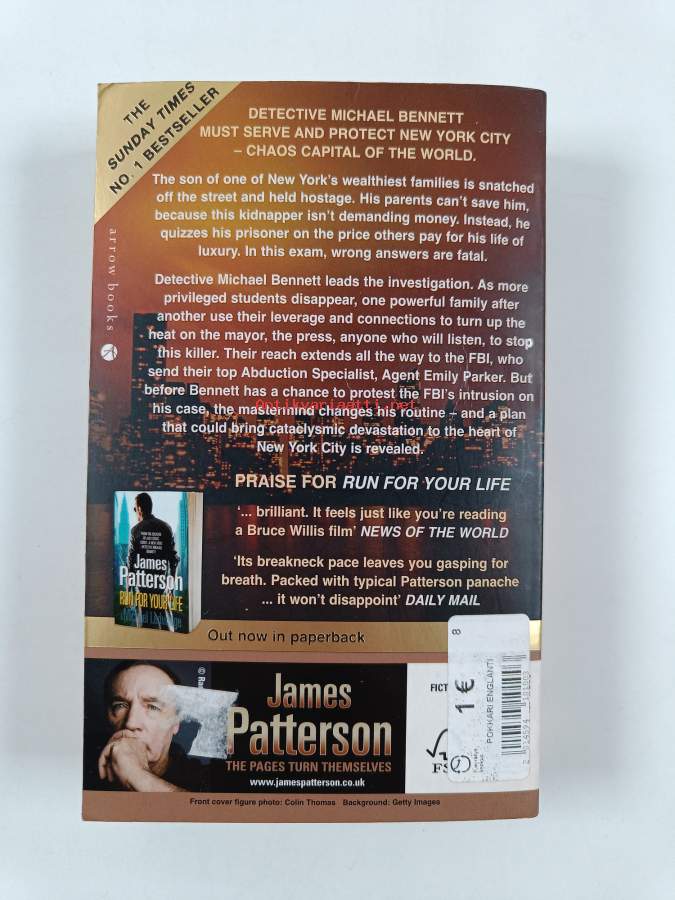 THE
SUNDAY TIMES
NO. 1 BESTSELLER
DETECTIVE MICHAEL BENNETT
MUST SERVE AND PROTECT NEW YORK CITY
– CHAOS CAPITAL OF THE WORLD.
The son of one of New York's wealthiest families is snatched
off the street and held hostage. His parents can't save him,
because this kidnapper isn't demanding money. Instead, he
quizzes his prisoner on the price others pay for his life of
luxury. In this exam, wrong answers are fatal.
arrow books
Detective Michael Bennett leads the investigation. As more
privileged students disappear, one powerful family after
another use their leverage and connections to turn up the
heat on the mayor, the press, anyone who will listen, to stop
this killer. Their reach extends all the way to the FBI, who
send their top Abduction Specialist, Agent Emily Parker. But
before Bennett has a chance to protest the FBI's intrusion on
his case, the mastermind changes his routine – and a plan
that could bring cataclysmic devastation to the heart of
New York City is revealed.
PRAISE FOR RUN FOR YOUR LIFE
'... brilliant. It feels just like you're reading
a Bruce Willis film' NEWS OF THE WORLD
'Its breakneck pace leaves you gasping for
breath. Packed with typical Patterson panache
... it won't disappoint' DAILY MAIL
James
Patterson
RUN FOR YOUR LIFE
Out now in paperback
James
Patterson
THE PAGES TURN THEMSELVES
www.jamespatterson.co.uk
FICT
FS
8
1 €
POKKARI ENGLANTI
Front cover figure photo: Colin Thomas Background: Getty Images